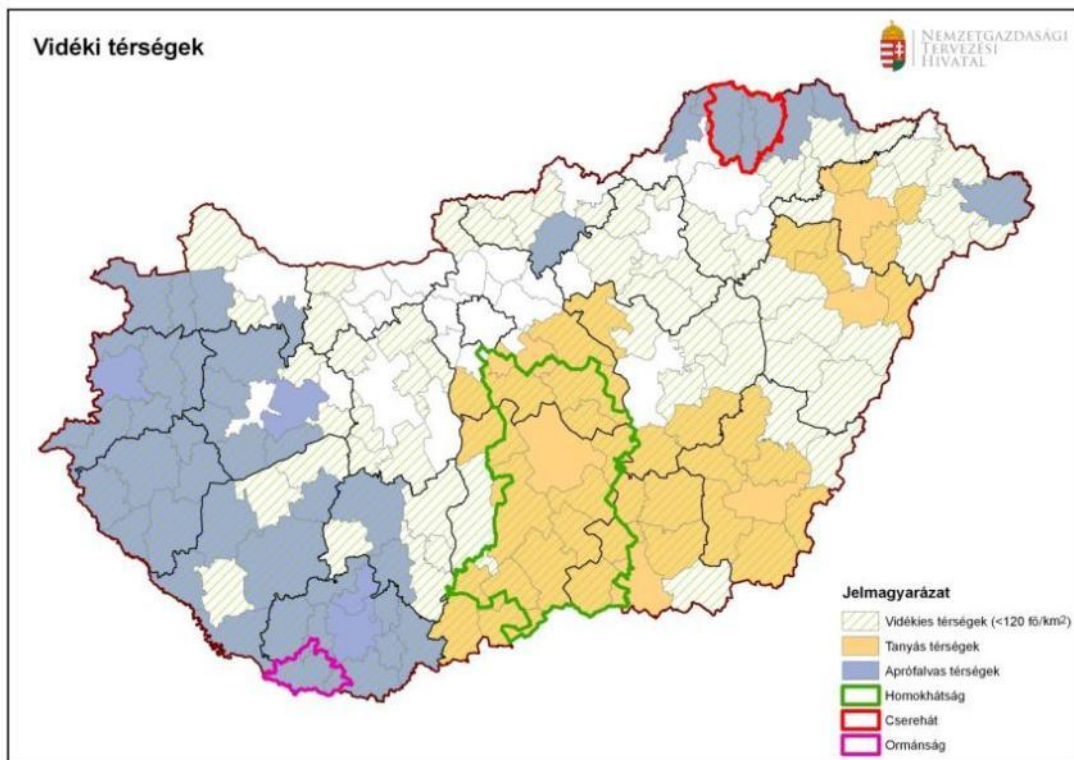 Vidéki térségek
NEMZETGAZDASÁGI
TERVEZÉSI
HIVATAL
Jelmagyarázat
Vidékies térségek (<120 fő/km2)
Tanyás térségek
Aprófalvas térségek
Homokhátság
Cserehát
Ormánság